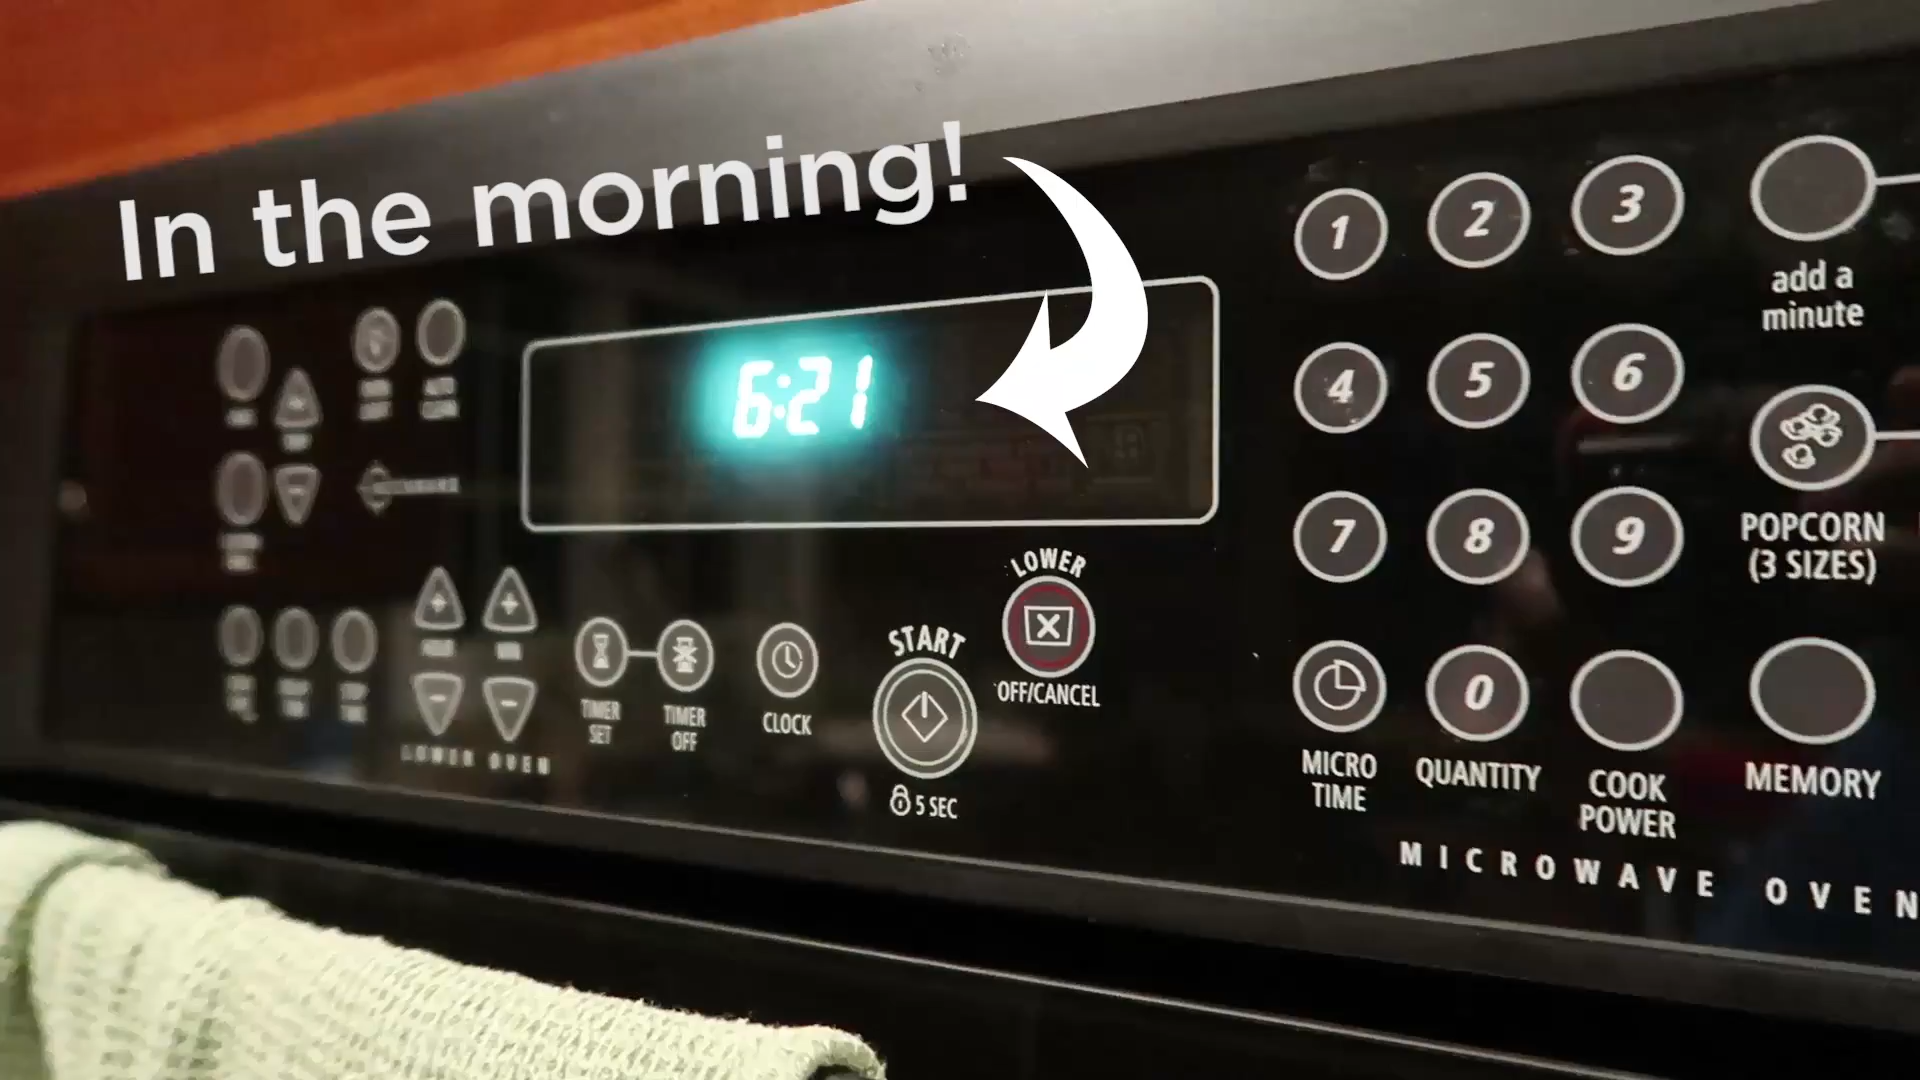 In the morning!
6:21
1
2
3
add a
minute
4
5
6
7
8
9
POPCORN
(3 SIZES)
LOWER
OFF/CANCEL
START
5 SEC
TIMER
SET
TIMER
OFF
CLOCK
LOWER OVEN
0
MICRO
TIME
QUANTITY
COOK
POWER
MEMORY
MICROWAVE OVEN